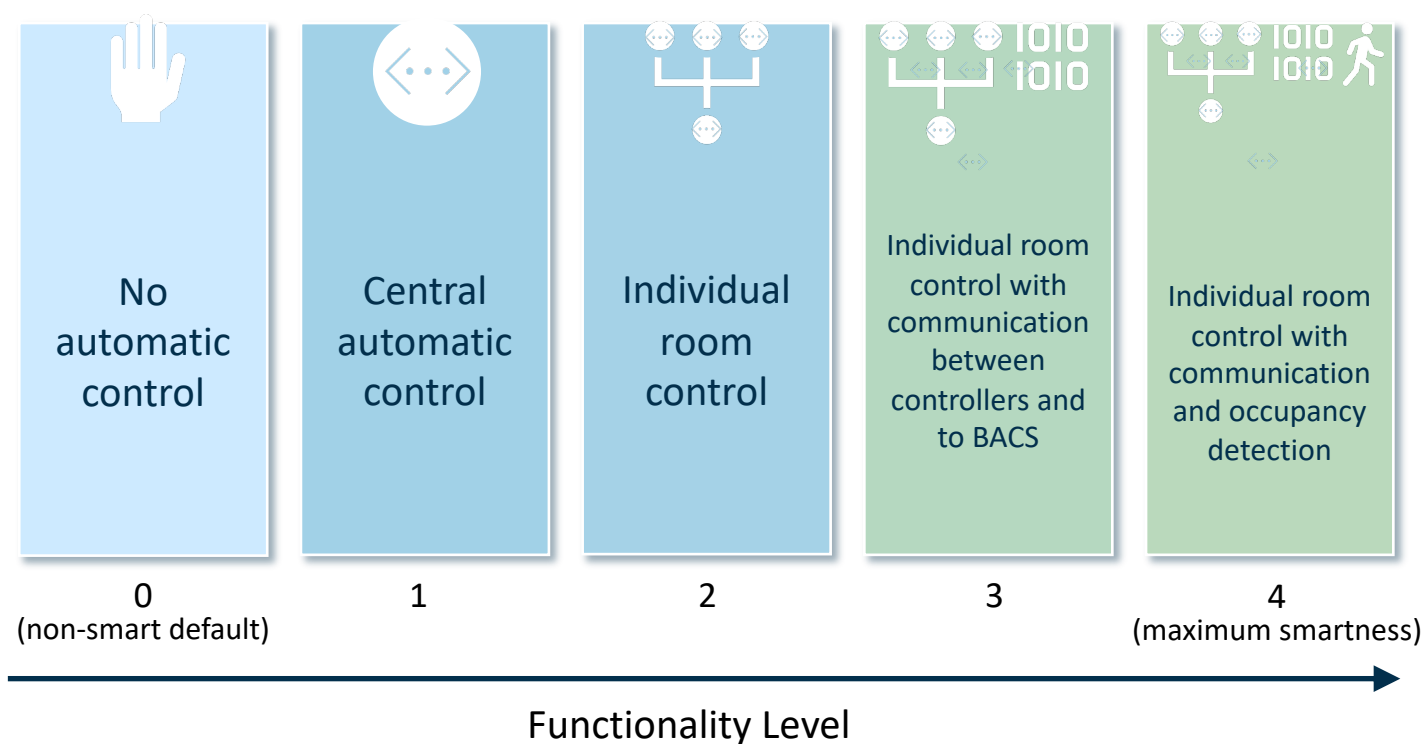 1010
1010
1010
1010
No
automatic
control
Central
automatic
control
Individual
room
control
Individual room
control with
communication
between
controllers and
to BACS
Individual room
control with
communication
and occupancy
detection
0
(non-smart default)
1
2
3
4
(maximum smartness)
Functionality Level